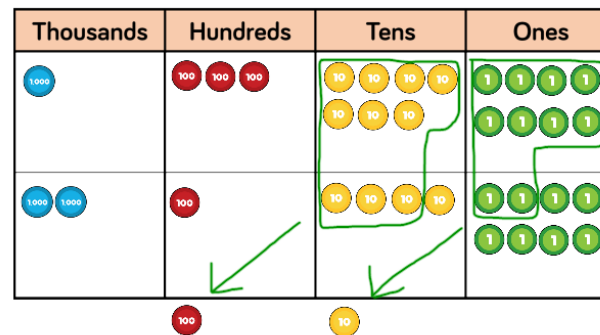 Thousands Hundreds Tens Ones
1,000 100 100 100 10 10 10 10 1 1 1 1
10 10 10 1 1 1 1
1,000 1,000 100 10 10 10 10 1 1 1 1
1 1 1 1
100 10